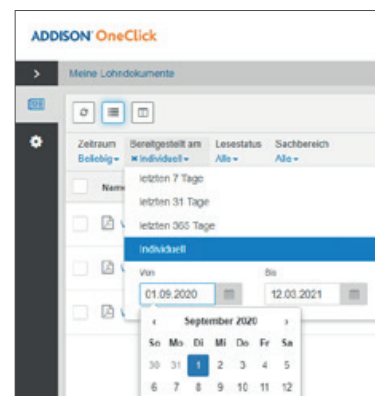 ADDISON OneClick
Meine Lohndokumente
Zeitraum Bereitgestellt am Lesestatus Sachbereich
Beliebig Individuell Alle Alle
letzten 7 Tage
Name
letzten 31 Tage
letzten 365 Tage
Individuell
Von Bis
01.09.2020 12.03.2021
‹ September 2020 ›
So Mo Di Mi Do Fr Sa
30 31 1 2 3 4 5
6 7 8 9 10 11 12